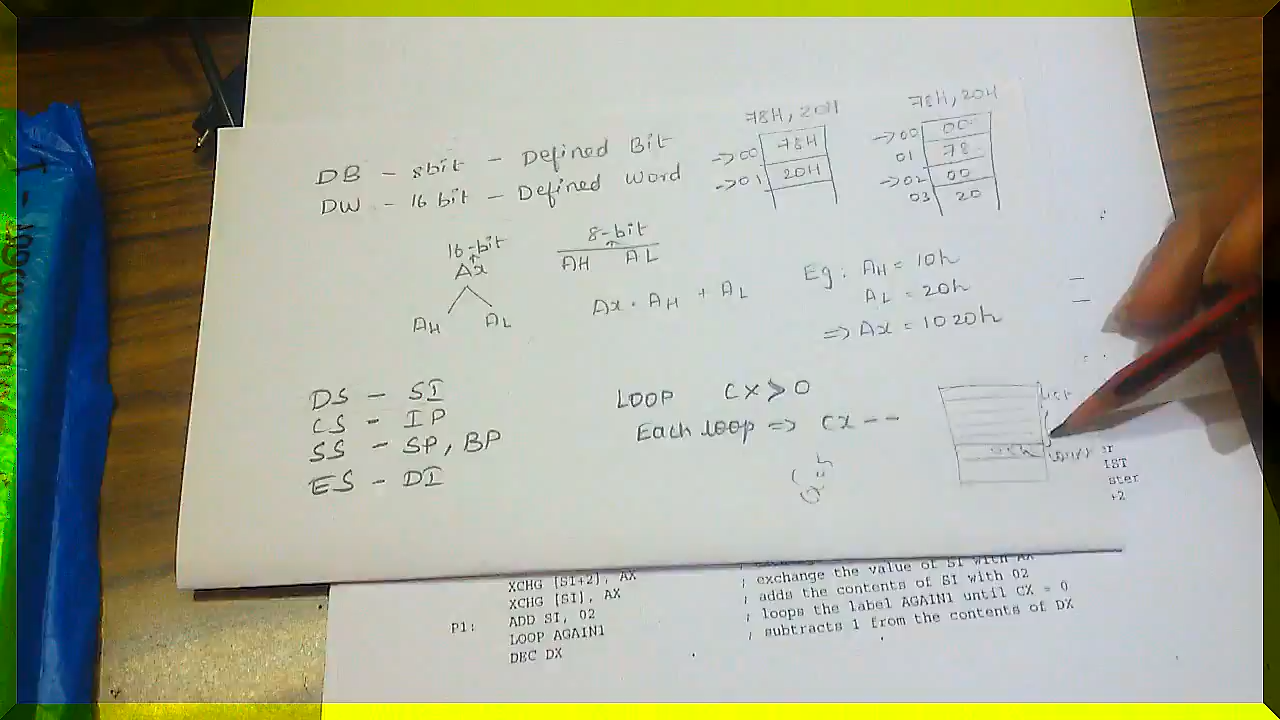 78H, 20H
78H, 20H
DB - 8bit - Defined Bit
DW - 16 bit - Defined Word
→00 78H
→01 20H
→00 00
01 78
→02 00
03 20
16-bit
Ax
AH AL
8-bit
AH AL
Ax = AH + AL
Eg: AH = 10h
AL = 20h
⇒ Ax = 1020h
DS - SI
CS - IP
SS - SP, BP
ES - DI
LOOP CX > 0
Each loop ⇒ CX --
LIST
IST
ster
+2
XCHG [SI+2], AX ; exchange the value of SI with AX
XCHG [SI], AX
ADD SI, 02 ; adds the contents of SI with 02
P1: LOOP AGAIN1 ; loops the label AGAIN1 until CX = 0
DEC DX ; subtracts 1 from the contents of DX